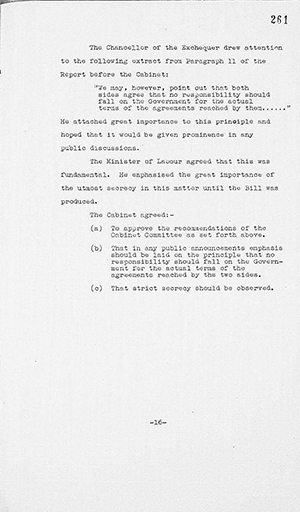 261
The Chancellor of the Exchequer drew attention
to the following extract from Paragraph 11 of the
Report before the Cabinet:
"We may, however, point out that both
sides agree that no responsibility should
fall on the Government for the actual
terms of the agreements reached by them......"
He attached great importance to this principle and
hoped that it would be given prominence in any
public discussions.
The Minister of Labour agreed that this was
fundamental. He emphasised the great importance of
the utmost secrecy in this matter until the Bill was
produced.
The Cabinet agreed:-
(a) To approve the recommendations of the
Cabinet Committee as set forth above.
(b) That in any public announcements emphasis
should be laid on the principle that no
responsibility should fall on the Govern-
ment for the actual terms of the
agreements reached by the two sides.
(c) That strict secrecy should be observed.
-16-